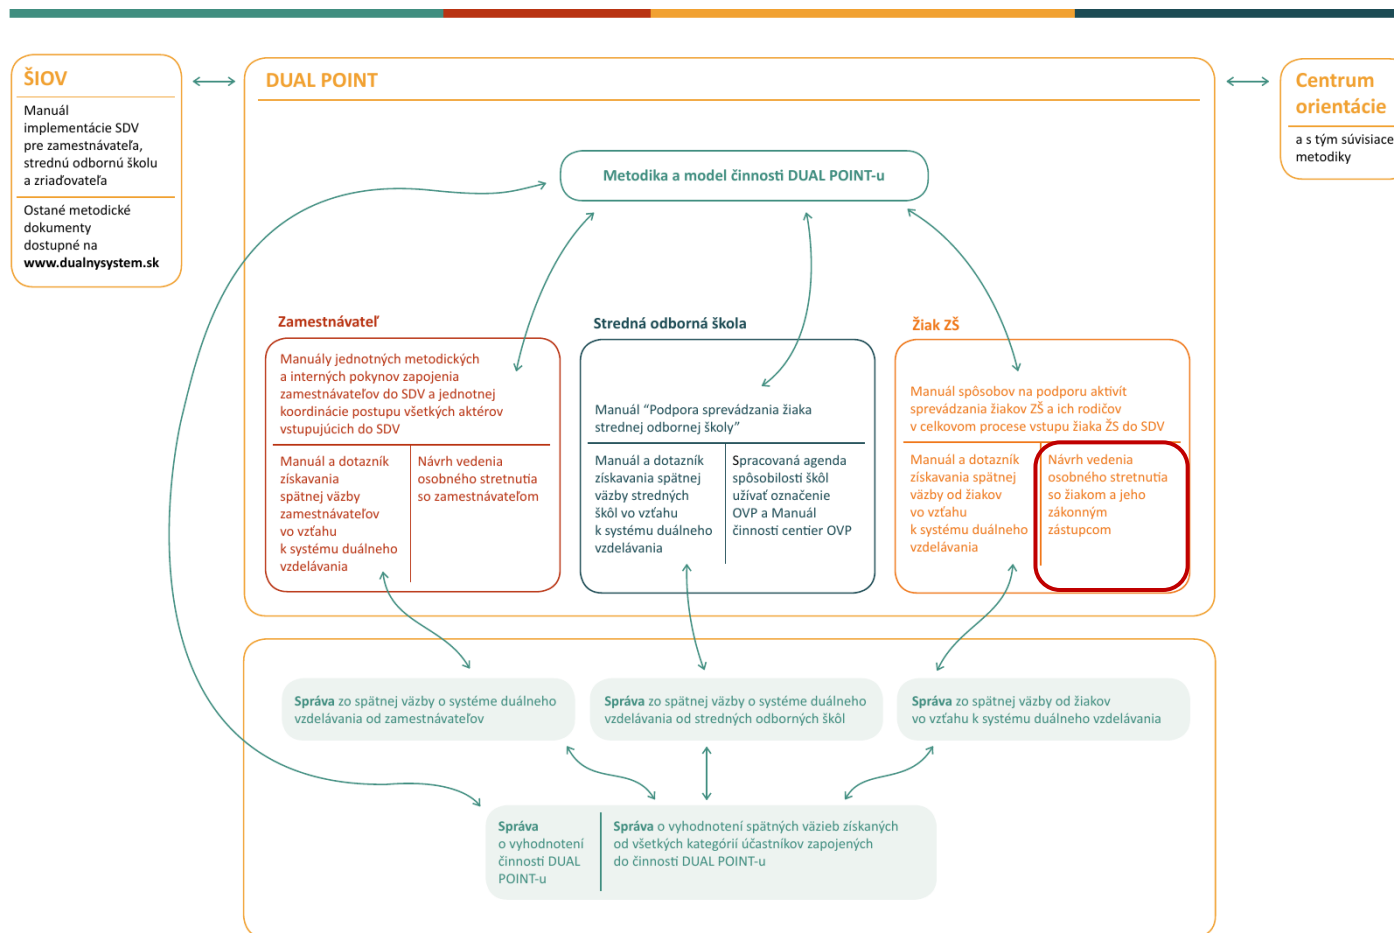 ŠIOV
Manuál
implementácie SDV
pre zamestnávateľa,
strednú odbornú školu
a zriaďovateľa
Ostané metodické
dokumenty
dostupné na
www.dualnysystem.sk
DUAL POINT
Centrum
orientácie
a s tým súvisiace
metodiky
Metodika a model činnosti DUAL POINT-u
Zamestnávateľ
Manuály jednotných metodických
a interných pokynov zapojenia
zamestnávateľov do SDV a jednotnej
koordinácie postupu všetkých aktérov
vstupujúcich do SDV
Manuál a dotazník
získavania
spätnej väzby
zamestnávateľov
vo vzťahu
k systému duálneho
vzdelávania
Návrh vedenia
osobného stretnutia
so zamestnávateľom
Stredná odborná škola
Manuál “Podpora sprevádzania žiaka
strednej odbornej školy”
Manuál a dotazník
získavania spätnej
väzby stredných
škôl vo vzťahu
k systému duálneho
vzdelávania
Spracovaná agenda
spôsobilosti škôl
užívať označenie
OVP a Manuál
činnosti centier OVP
Žiak ZŠ
Manuál spôsobov na podporu aktivít
sprevádzania žiakov ZŠ a ich rodičov
v celkovom procese vstupu žiaka ŽS do SDV
Manuál a dotazník
získavania spätnej
väzby od žiakov
vo vzťahu
k systému duálneho
vzdelávania
Návrh vedenia
osobného stretnutia
so žiakom a jeho
zákonným
zástupcom
Správa zo spätnej väzby o systéme duálneho
vzdelávania od zamestnávateľov
Správa zo spätnej väzby o systéme duálneho
vzdelávania od stredných odborných škôl
Správa zo spätnej väzby od žiakov
vo vzťahu k systému duálneho vzdelávania
Správa
o vyhodnotení
činnosti DUAL
POINT-u
Správa o vyhodnotení spätných väzieb získaných
od všetkých kategórií účastníkov zapojených
do činnosti DUAL POINT-u